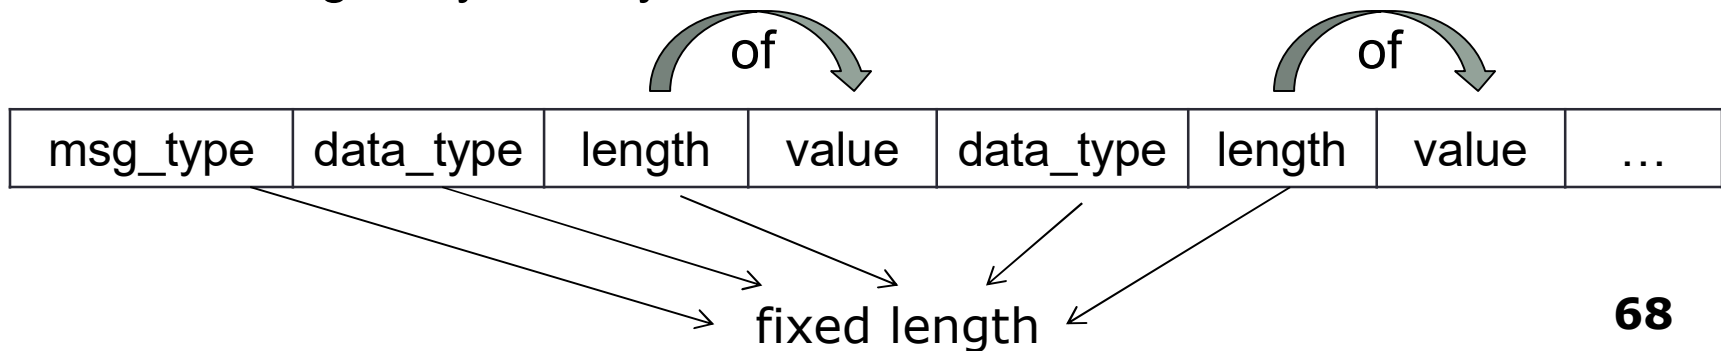 of of
msg_type data_type length value data_type length value …
fixed length
68